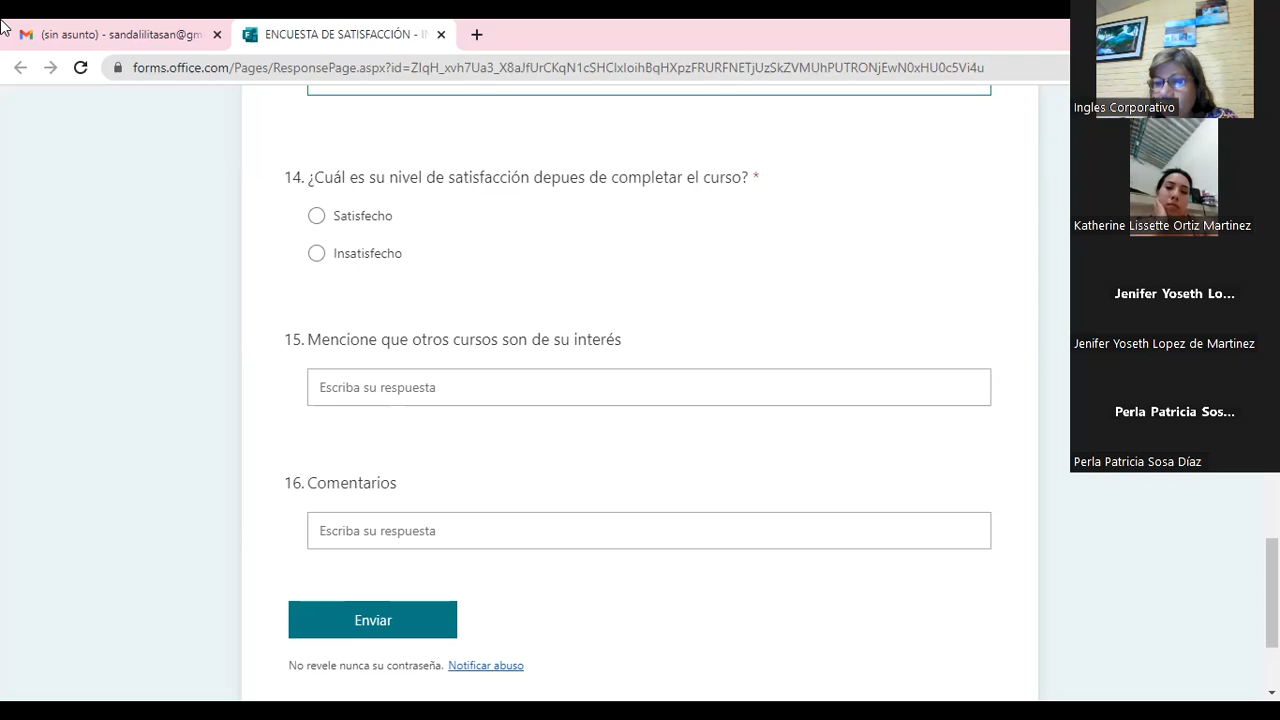 (sin asunto) - sandalilitasan@gm
ENCUESTA DE SATISFACCIÓN - I
forms.office.com/Pages/ResponsePage.aspx?id=ZIqH_xvh7Ua3_X8aJfUrCKqN1cSHClxIoihBqHXpzFRURFNETjUzSkZVMUhPUTRONjEwN0xHU0c5Vi4u
14. ¿Cuál es su nivel de satisfacción depues de completar el curso? *
Satisfecho
Insatisfecho
15. Mencione que otros cursos son de su interés
Escriba su respuesta
16. Comentarios
Escriba su respuesta
Enviar
No revele nunca su contraseña. Notificar abuso
Ingles Corporativo
Katherine Lissette Ortiz Martinez
Jenifer Yoseth Lo...
Jenifer Yoseth Lopez de Martinez
Perla Patricia Sos...
Perla Patricia Sosa Díaz